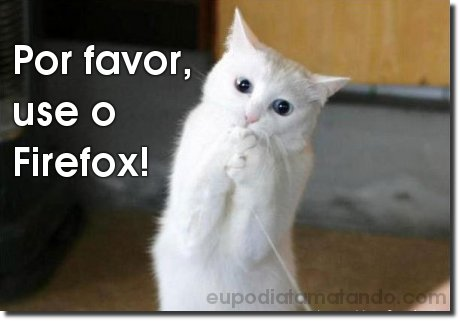 Por favor,
use o
Firefox!
eupodiatamatando.com